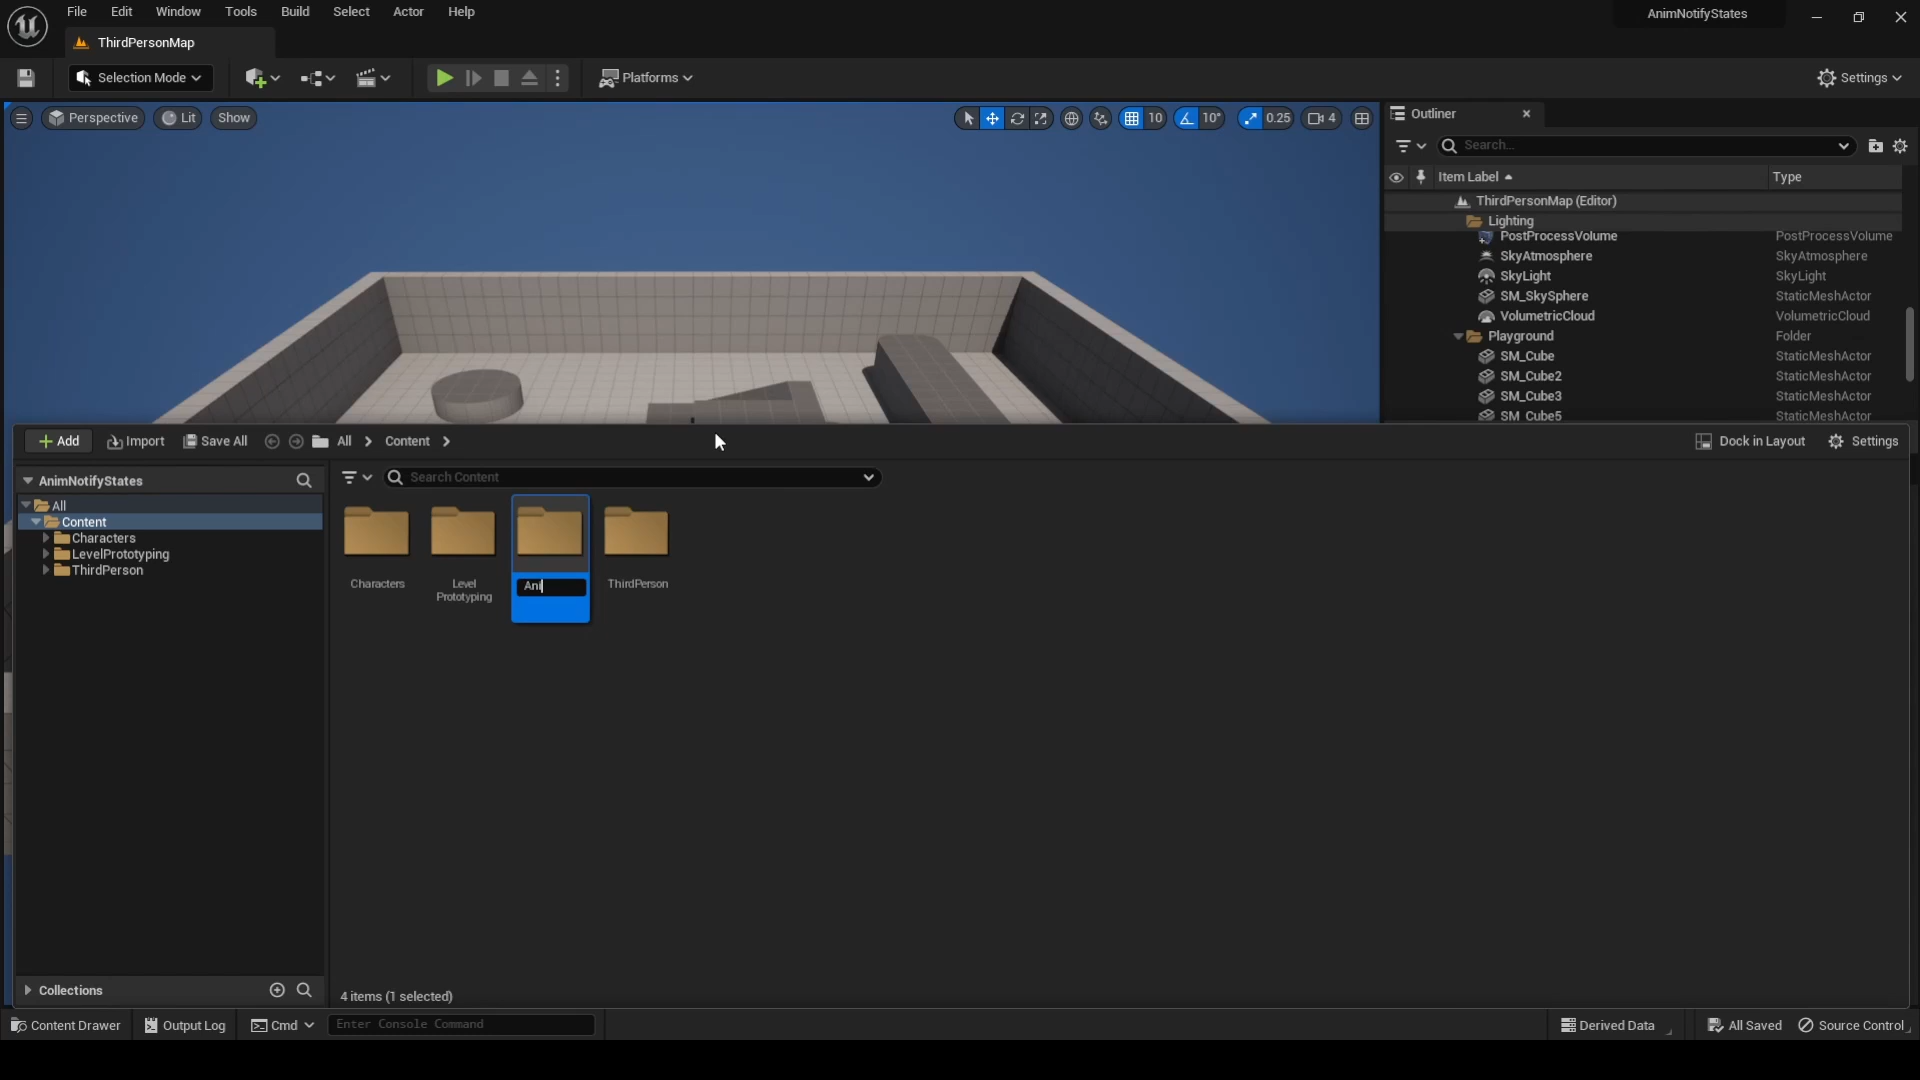 File Edit Window Tools Build Select Actor Help
AnimNotifyStates
ThirdPersonMap
Selection Mode
Platforms
Settings
Perspective
Lit
Show
10
10°
0.25
4
Outliner
Search...
Item Label
Type
ThirdPersonMap (Editor)
Lighting
PostProcessVolume PostProcessVolume
SkyAtmosphere SkyAtmosphere
SkyLight SkyLight
SM_SkySphere StaticMeshActor
VolumetricCloud VolumetricCloud
Playground Folder
SM_Cube StaticMeshActor
SM_Cube2 StaticMeshActor
SM_Cube3 StaticMeshActor
SM_Cube5 StaticMeshActor
Add
Import
Save All
All
Content
Dock in Layout
Settings
AnimNotifyStates
Search Content
All
Content
Characters
LevelPrototyping
ThirdPerson
Characters
Level
Prototyping
Ani
ThirdPerson
Collections
4 items (1 selected)
Content Drawer
Output Log
Cmd
Enter Console Command
Derived Data
All Saved
Source Control